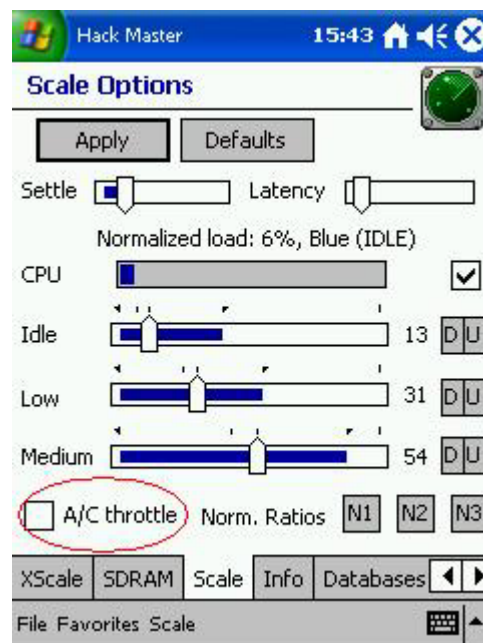 Hack Master 15:43
Scale Options
Apply Defaults
Settle Latency
Normalized load: 6%, Blue (IDLE)
CPU
Idle 13 D U
Low 31 D U
Medium 54 D U
A/C throttle Norm. Ratios N1 N2 N3
XScale SDRAM Scale Info Databases
File Favorites Scale